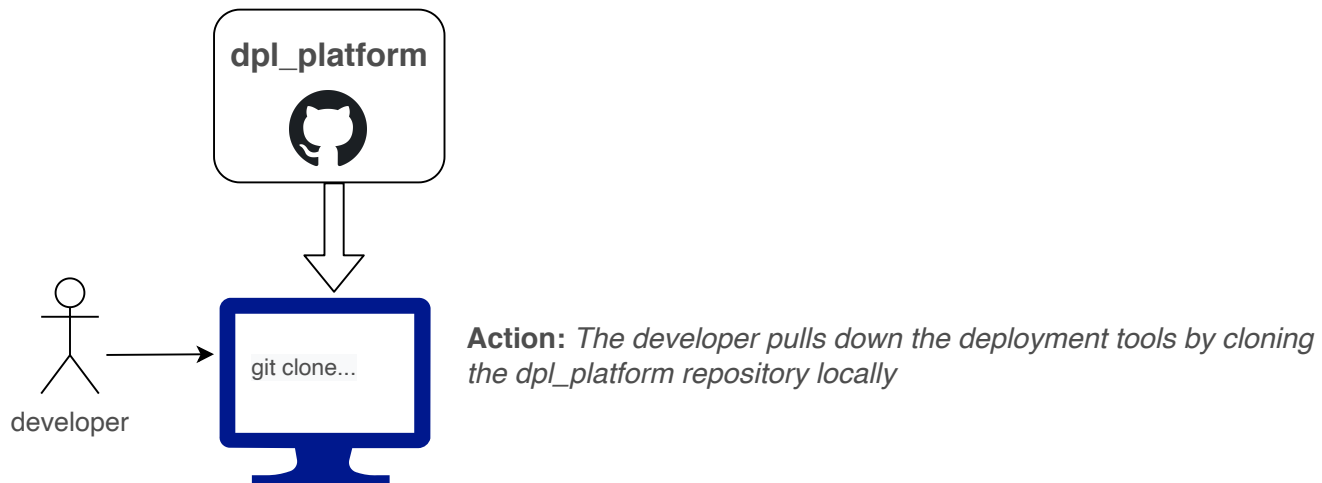 dpl_platform
git clone...
developer
Action: The developer pulls down the deployment tools by cloning
the dpl_platform repository locally